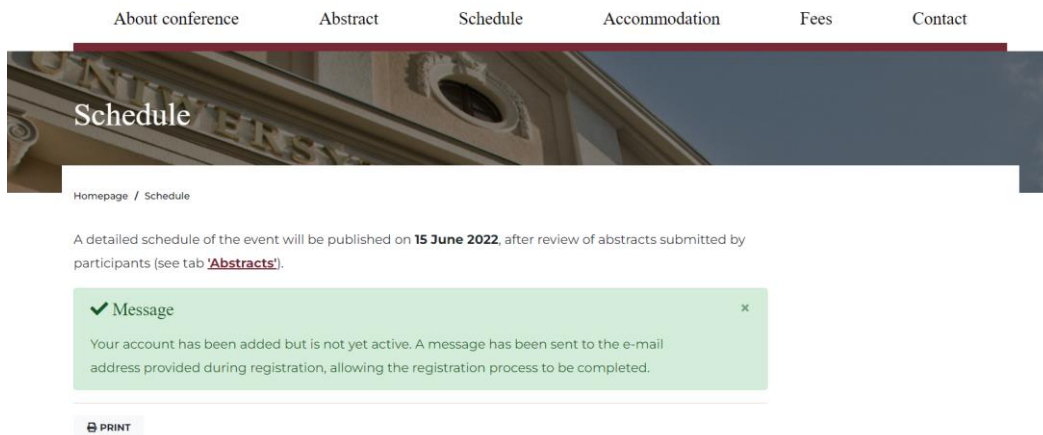 About conference Abstract Schedule Accommodation Fees Contact
UNIWERSY
Schedule
Homepage / Schedule
A detailed schedule of the event will be published on 15 June 2022, after review of abstracts submitted by
participants (see tab 'Abstracts').
Message
×
Your account has been added but is not yet active. A message has been sent to the e-mail
address provided during registration, allowing the registration process to be completed.
PRINT